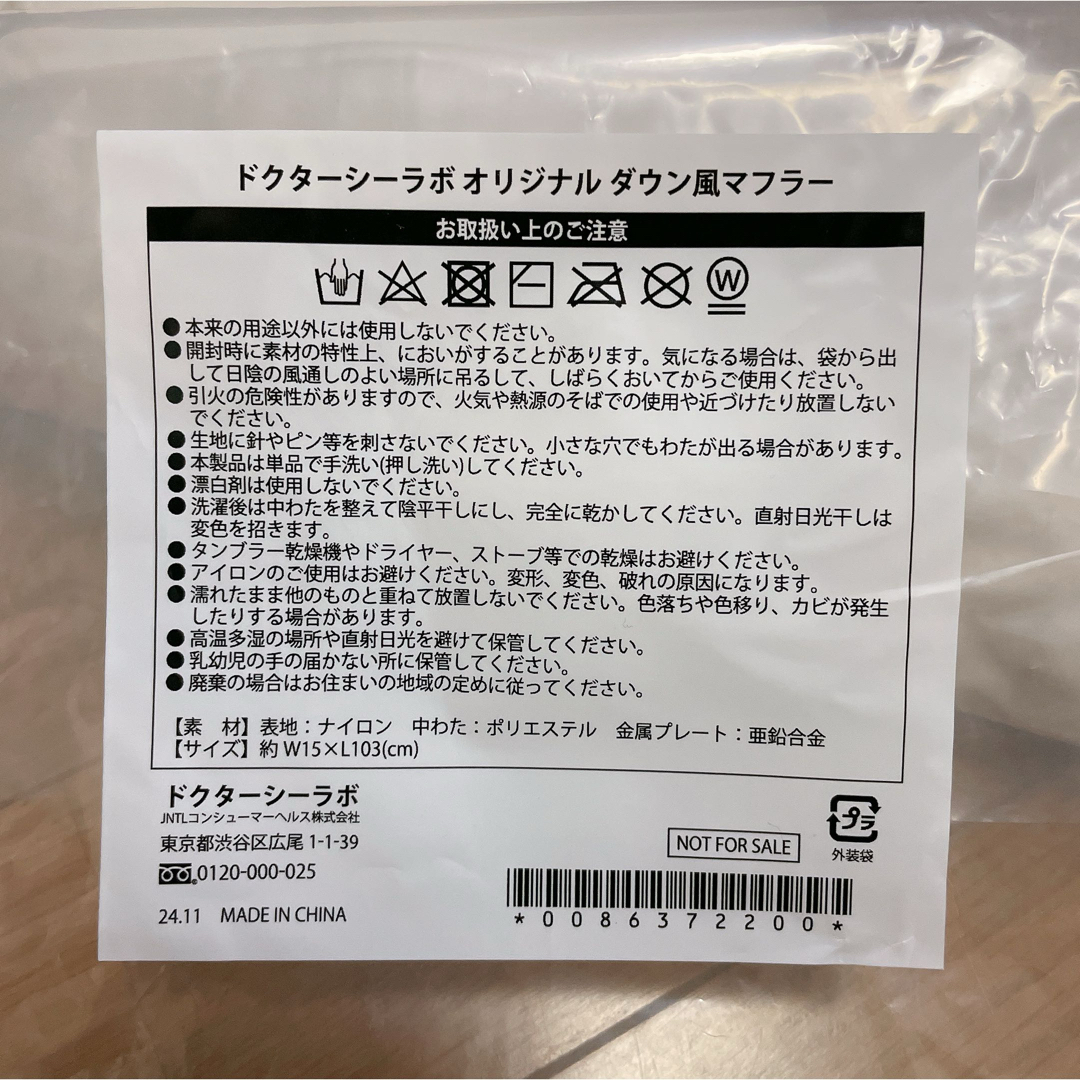 ドクターシーラボ オリジナル ダウン風マフラー
お取扱い上のご注意
W
●本来の用途以外には使用しないでください。
●開封時に素材の特性上、においがすることがあります。気になる場合は、袋から出
して日陰の風通しのよい場所に吊るして、しばらくおいてからご使用ください。
●引火の危険性がありますので、火気や熱源のそばでの使用や近づけたり放置しない
でください。
●生地に針やピン等を刺さないでください。小さな穴でもわたが出る場合があります。
●本製品は単品で手洗い(押し洗い)してください。
●漂白剤は使用しないでください。
●洗濯後は中わたを整えて陰平干しにし、完全に乾かしてください。直射日光干しは
変色を招きます。
●タンブラー乾燥機やドライヤー、ストーブ等での乾燥はお避けください。
●アイロンのご使用はお避けください。変形、変色、破れの原因になります。
●濡れたまま他のものと重ねて放置しないでください。色落ちや色移り、カビが発生
したりする場合があります。
●高温多湿の場所や直射日光を避けて保管してください。
●乳幼児の手の届かない所に保管してください。
●廃棄の場合はお住まいの地域の定めに従ってください。
【素　材】表地：ナイロン　中わた：ポリエステル　金属プレート：亜鉛合金
【サイズ】約 W15×L103(cm)
ドクターシーラボ
JNTLコンシューマーヘルス株式会社
東京都渋谷区広尾 1-1-39
0120-000-025
24.11　MADE IN CHINA
NOT FOR SALE
プラ
外装袋
*0086372200*